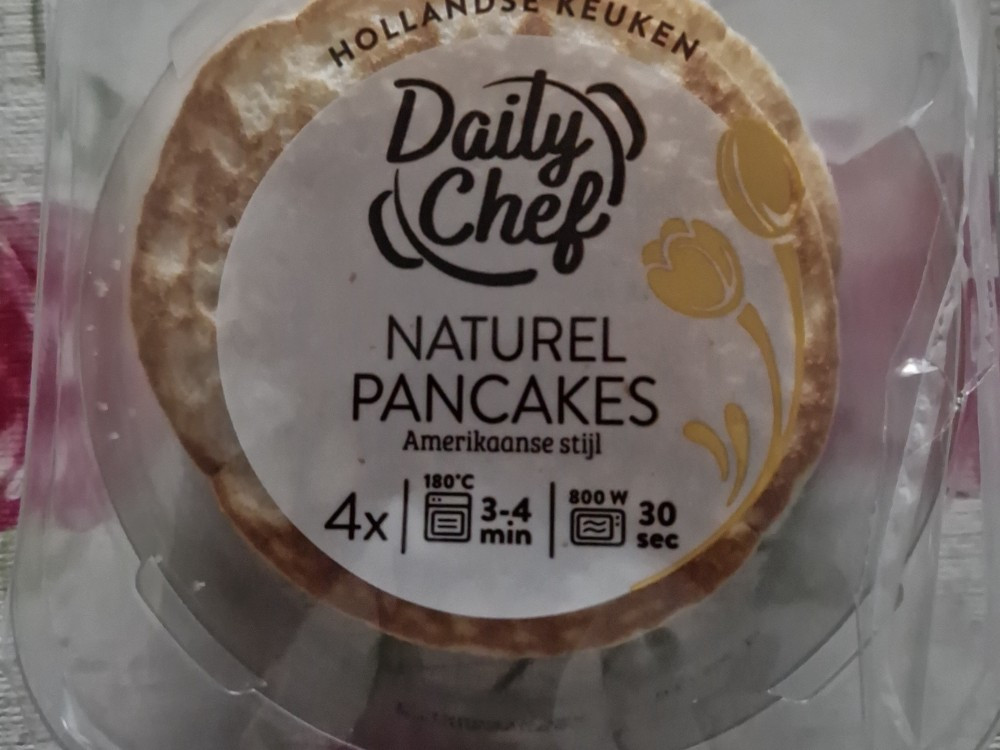 HOLLANDSE KEUKEN
Daily
Chef
NATUREL
PANCAKES
Amerikaanse stijl
4x
180°C
3-4
min
800 W
30
sec